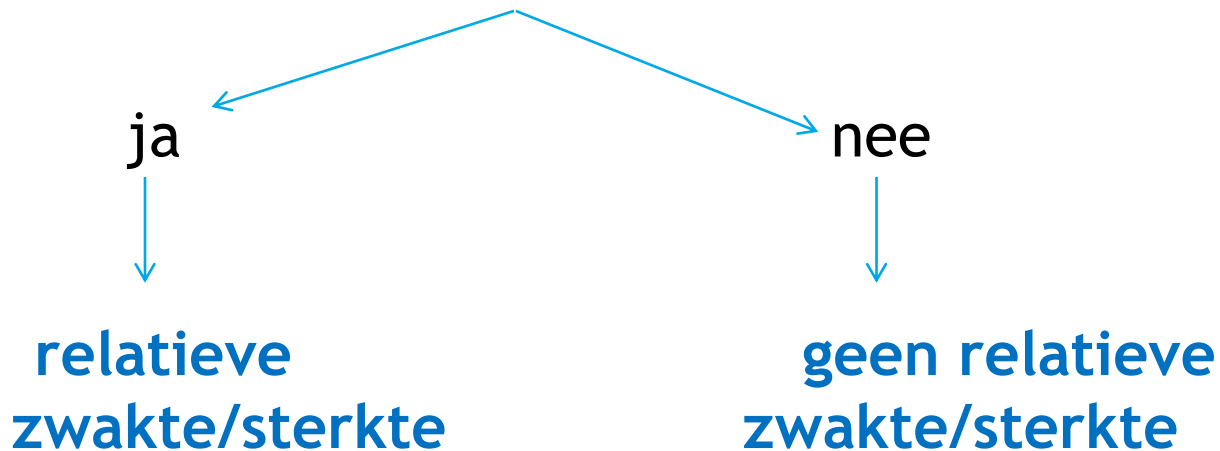 ja
nee
relatieve
zwakte/sterkte
geen relatieve
zwakte/sterkte